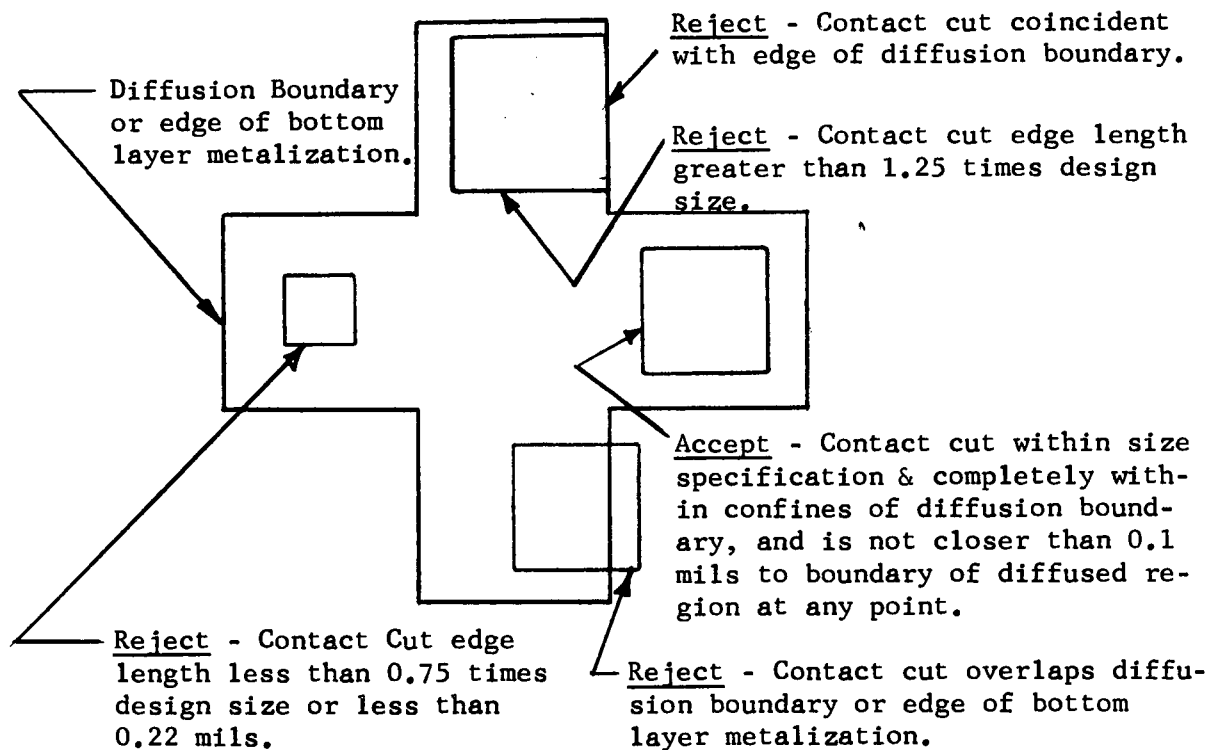 Reject - Contact cut coincident
with edge of diffusion boundary.
Diffusion Boundary
or edge of bottom
layer metalization.
Reject - Contact cut edge length
greater than 1.25 times design
size.
Accept - Contact cut within size
specification & completely with-
in confines of diffusion bound-
ary, and is not closer than 0.1
mils to boundary of diffused re-
gion at any point.
Reject - Contact Cut edge
length less than 0.75 times
design size or less than
0.22 mils.
Reject - Contact cut overlaps diffu-
sion boundary or edge of bottom
layer metalization.